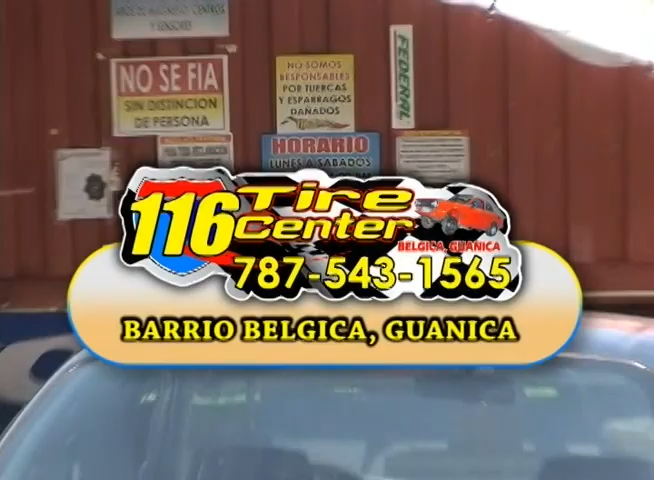 Y SENSORES
NO SE FIA
SIN DISTINCION
DE PERSONA
NO SOMOS
RESPONSABLES
POR TUERCAS
Y ESPARRAGOS
DAÑADOS
FEDERAL
HORARIO
LUNES A SABADOS
116 Tire Center
BELGICA, GUANICA
787-543-1565
BARRIO BELGICA, GUANICA